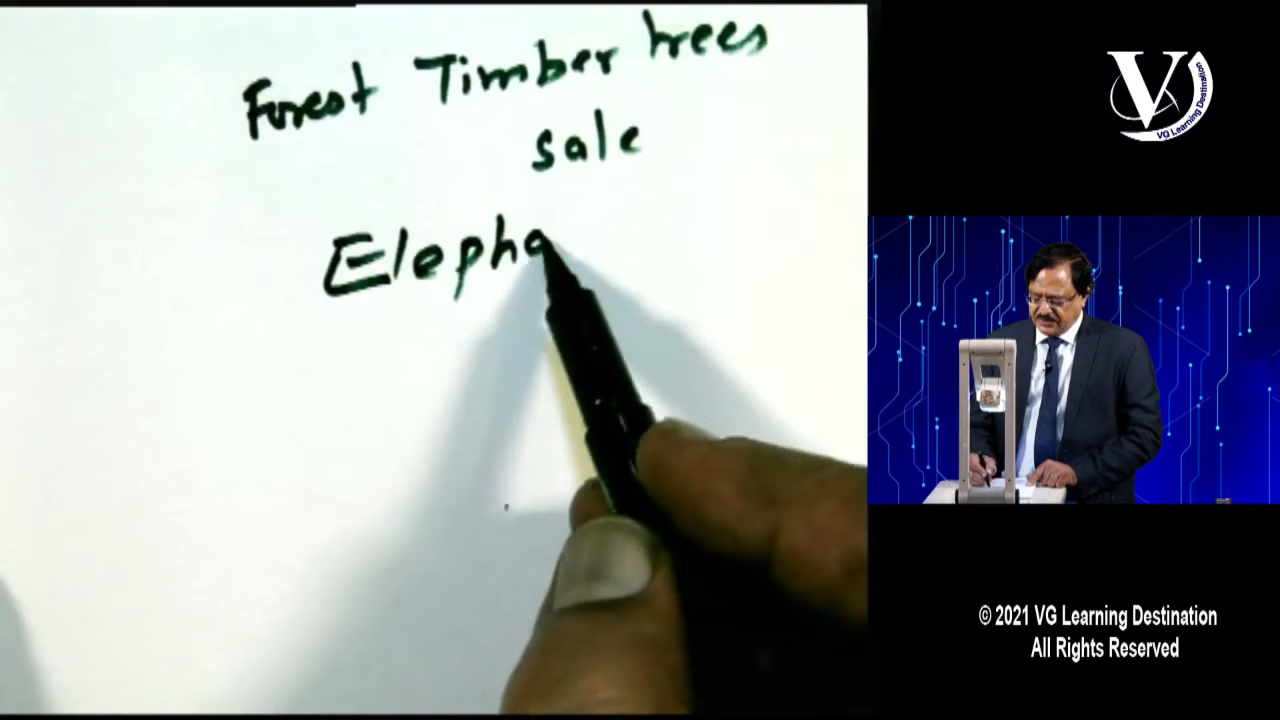 Forest Timber trees
sale
Elepha
V
VG Learning Destination
© 2021 VG Learning Destination
All Rights Reserved